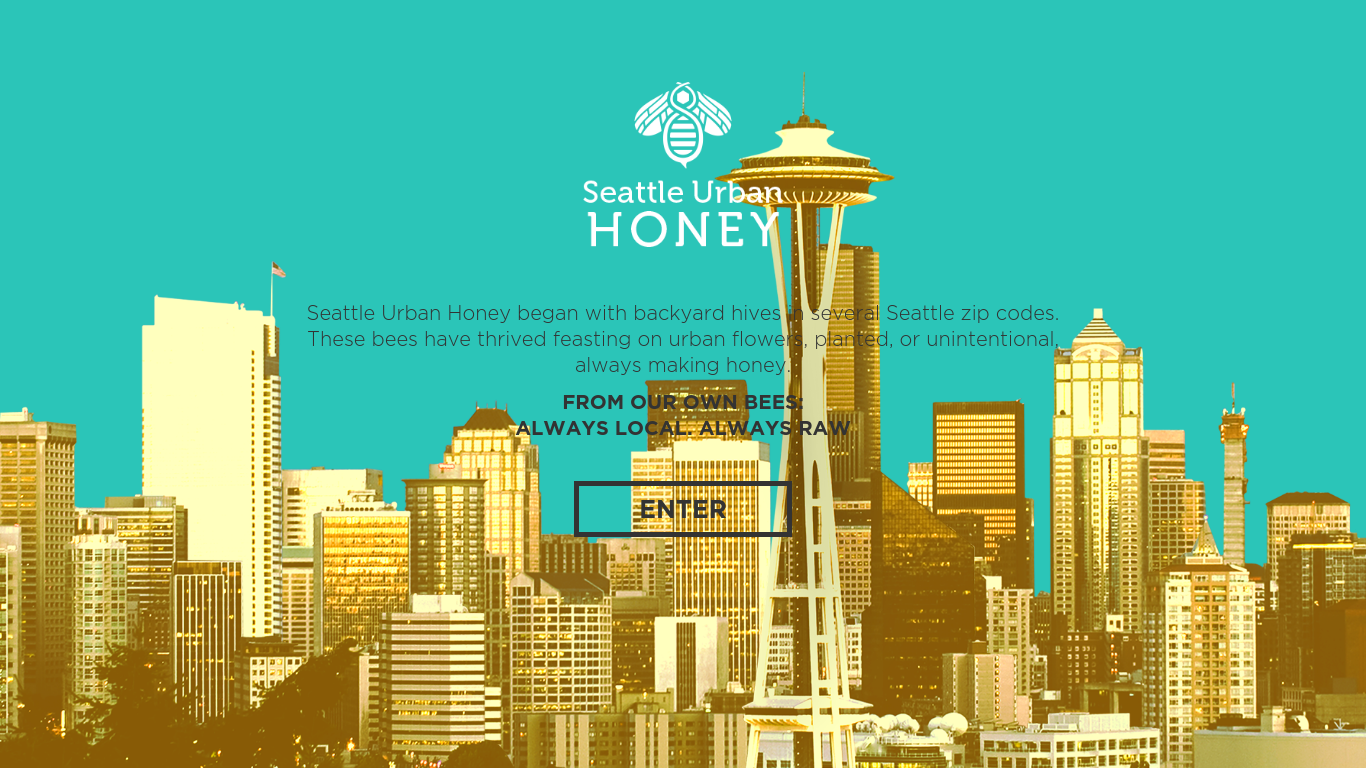 Seattle Urban
HONEY
Seattle Urban Honey began with backyard hives in several Seattle zip codes.
These bees have thrived feasting on urban flowers, planted, or unintentional,
always making honey.
FROM OUR OWN BEES:
ALWAYS LOCAL. ALWAYS RAW
ENTER